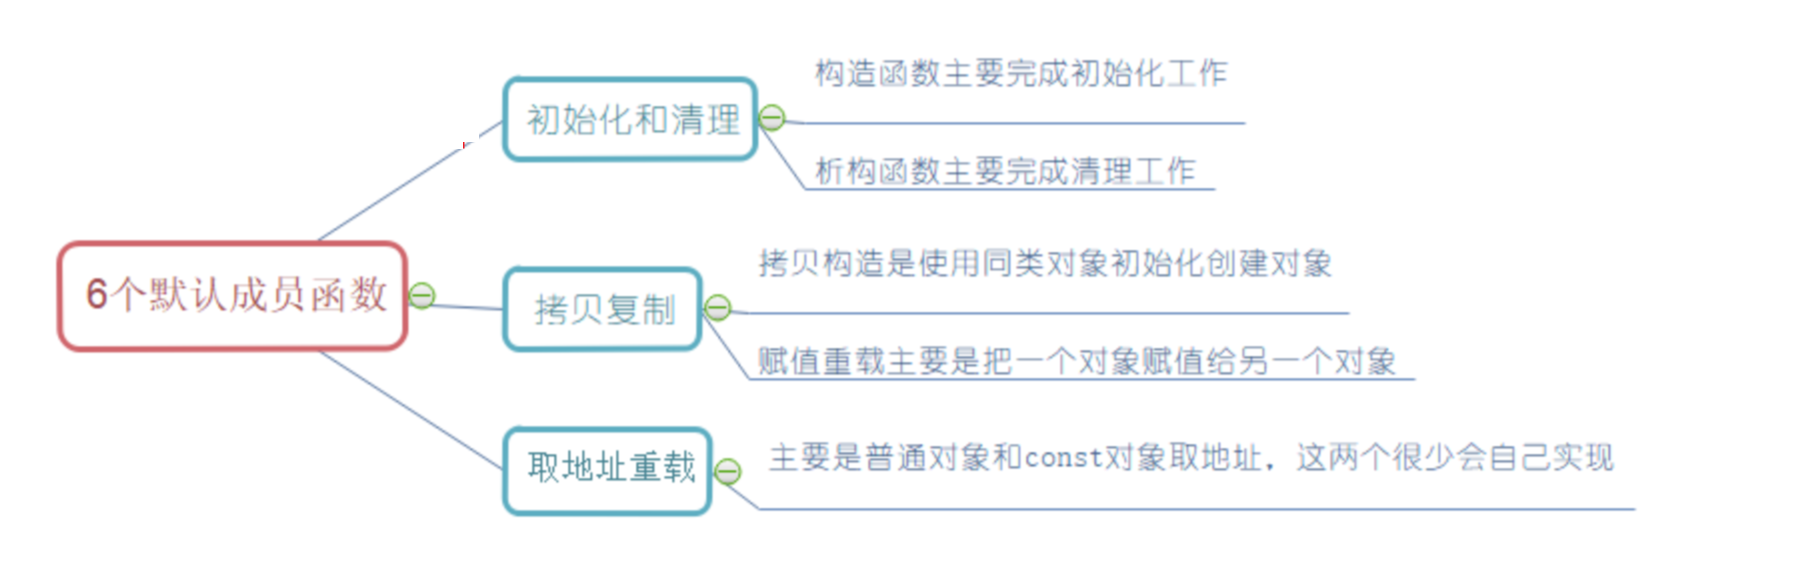 构造函数主要完成初始化工作
初始化和清理
析构函数主要完成清理工作
拷贝构造是使用同类对象初始化创建对象
6个默认成员函数
拷贝复制
赋值重载主要是把一个对象赋值给另一个对象
主要是普通对象和const对象取地址，这两个很少会自己实现
取地址重载